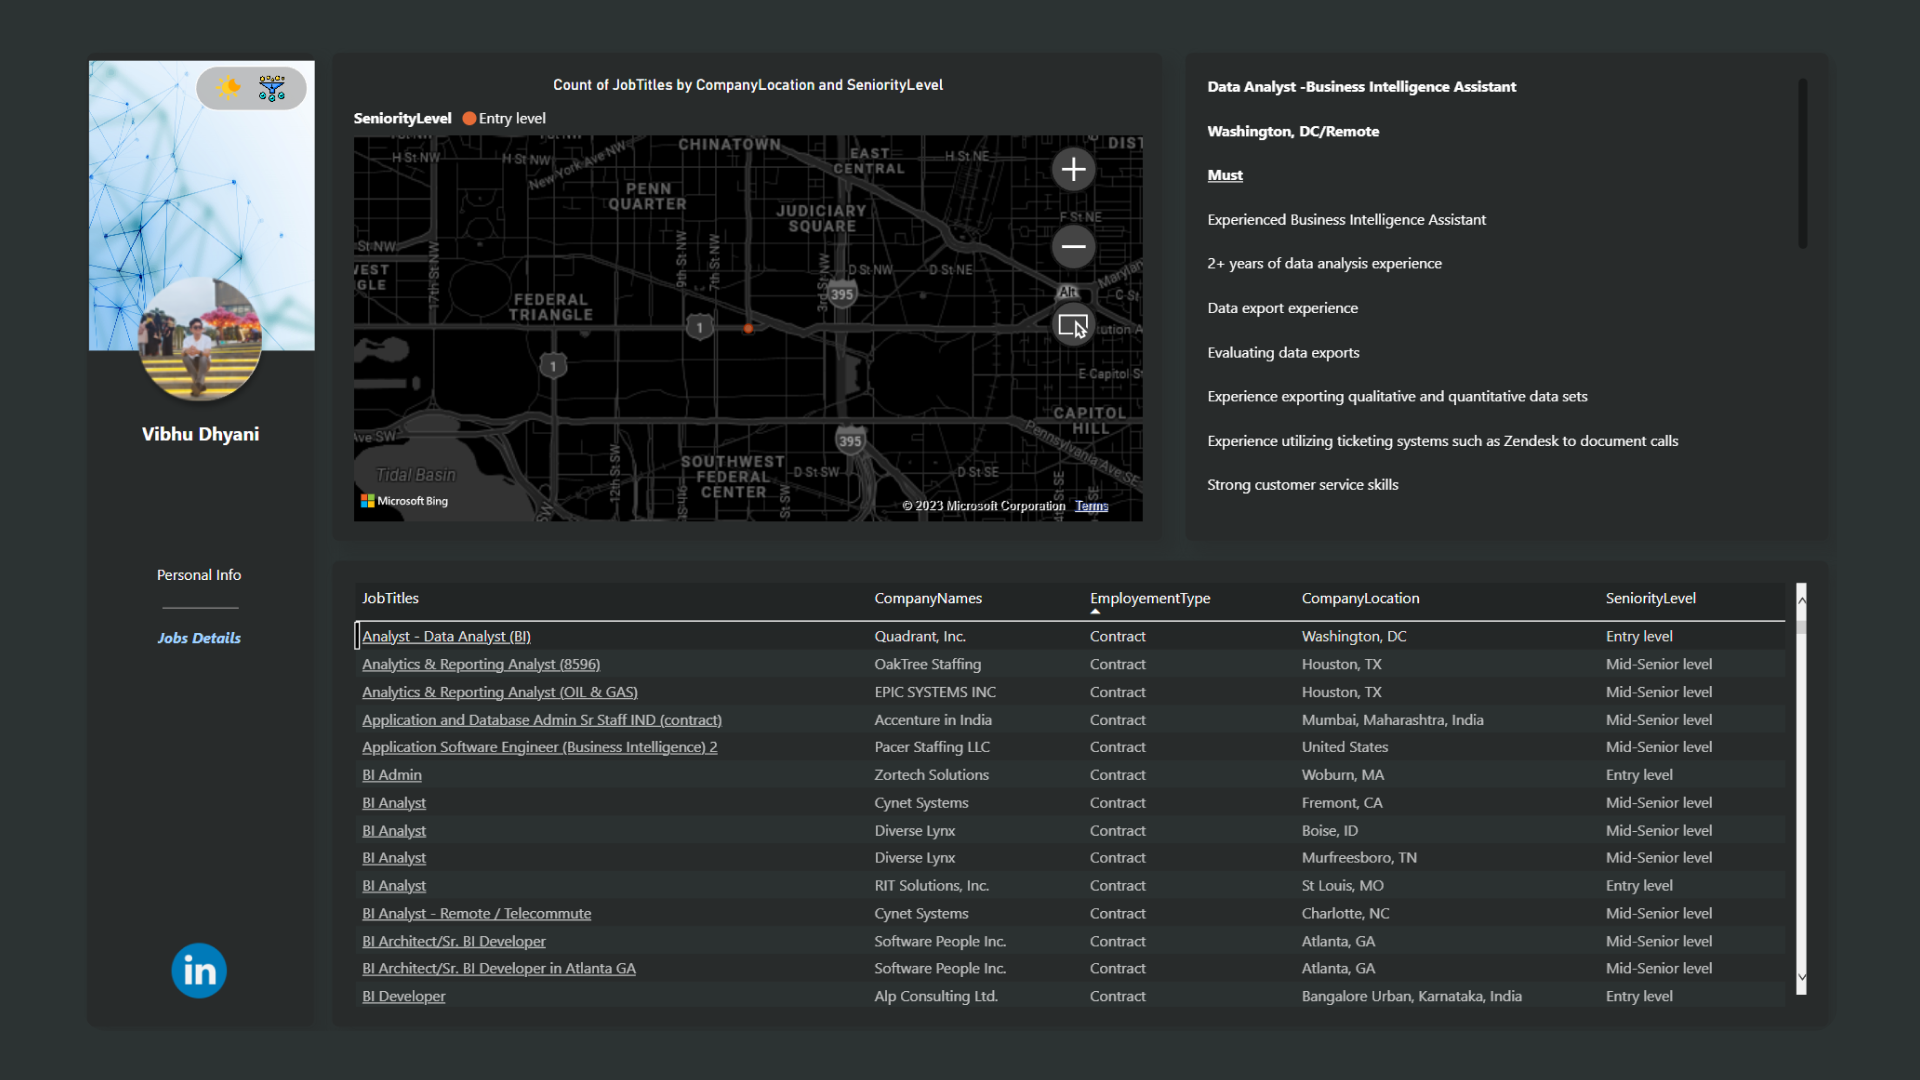 Vibhu Dhyani
Personal Info
Jobs Details
in
Count of JobTitles by CompanyLocation and SeniorityLevel
SeniorityLevel Entry level
H St NW
H St NW
New York Ave NW
CHINATOWN
EAST
CENTRAL
H St NE
DIST
PENN
QUARTER
JUDICIARY
SQUARE
F St NE
St NW
17th St NW
9th St NW
7th St NW
3rd St NW
D St NW
D St NE
Maryland
VEST
GLE
FEDERAL
TRIANGLE
395
Alt
C St
1
tution A
1
E Capitol St
CAPITOL
HILL
Ave SW
395
Pennsylvania Ave SE
Tidal Basin
12th St SW
SOUTHWEST
FEDERAL
CENTER
D St SW
D St SE
Microsoft Bing
© 2023 Microsoft Corporation Terms
Data Analyst -Business Intelligence Assistant
Washington, DC/Remote
Must
Experienced Business Intelligence Assistant
2+ years of data analysis experience
Data export experience
Evaluating data exports
Experience exporting qualitative and quantitative data sets
Experience utilizing ticketing systems such as Zendesk to document calls
Strong customer service skills
JobTitles CompanyNames EmployementType CompanyLocation SeniorityLevel
Analyst - Data Analyst (BI) Quadrant, Inc. Contract Washington, DC Entry level
Analytics & Reporting Analyst (8596) OakTree Staffing Contract Houston, TX Mid-Senior level
Analytics & Reporting Analyst (OIL & GAS) EPIC SYSTEMS INC Contract Houston, TX Mid-Senior level
Application and Database Admin Sr Staff IND (contract) Accenture in India Contract Mumbai, Maharashtra, India Mid-Senior level
Application Software Engineer (Business Intelligence) 2 Pacer Staffing LLC Contract United States Mid-Senior level
BI Admin Zortech Solutions Contract Woburn, MA Entry level
BI Analyst Cynet Systems Contract Fremont, CA Mid-Senior level
BI Analyst Diverse Lynx Contract Boise, ID Mid-Senior level
BI Analyst Diverse Lynx Contract Murfreesboro, TN Mid-Senior level
BI Analyst RIT Solutions, Inc. Contract St Louis, MO Entry level
BI Analyst - Remote / Telecommute Cynet Systems Contract Charlotte, NC Mid-Senior level
BI Architect/Sr. BI Developer Software People Inc. Contract Atlanta, GA Mid-Senior level
BI Architect/Sr. BI Developer in Atlanta GA Software People Inc. Contract Atlanta, GA Mid-Senior level
BI Developer Alp Consulting Ltd. Contract Bangalore Urban, Karnataka, India Entry level